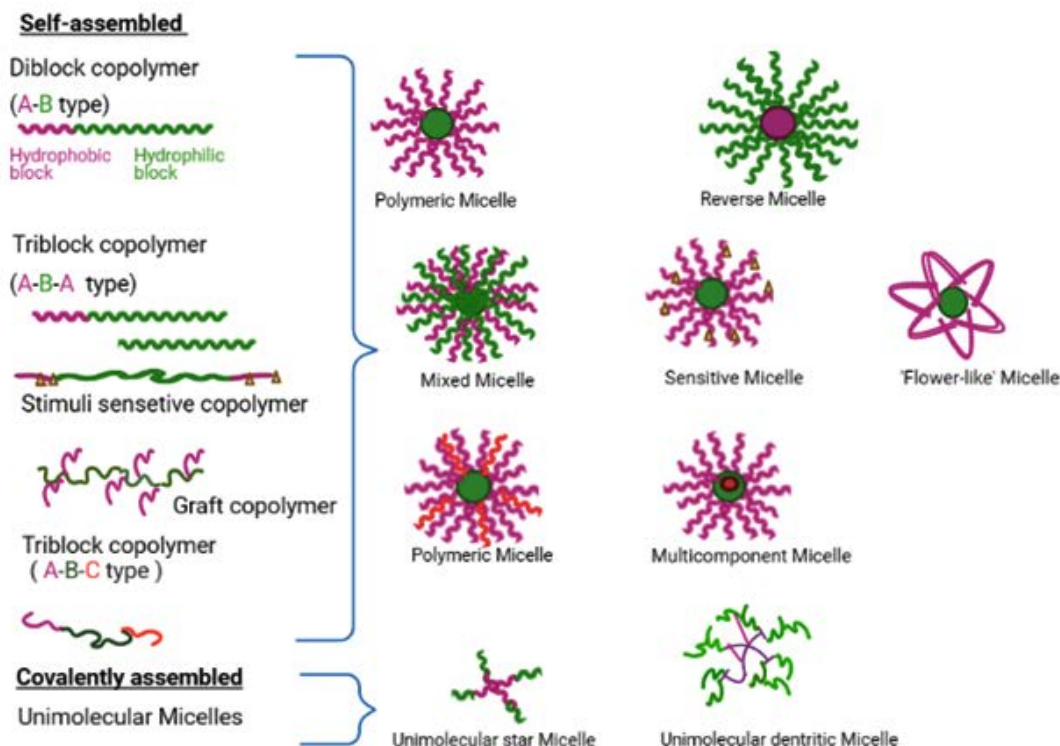 Self-assembled
Diblock copolymer
(A-B type)
Hydrophobic block
Hydrophilic block
Triblock copolymer
(A-B-A type)
Stimuli sensetive copolymer
Graft copolymer
Triblock copolymer
( A-B-C type )
Covalently assembled
Unimolecular Micelles
Polymeric Micelle
Reverse Micelle
Mixed Micelle
Sensitive Micelle
'Flower-like' Micelle
Polymeric Micelle
Multicomponent Micelle
Unimolecular star Micelle
Unimolecular dentritic Micelle